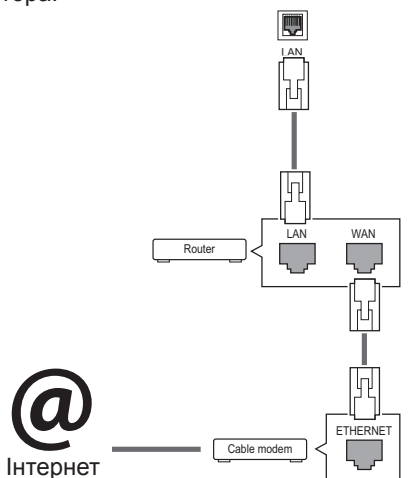 LAN
LAN WAN
Router
ETHERNET
Cable modem
@
Інтернет